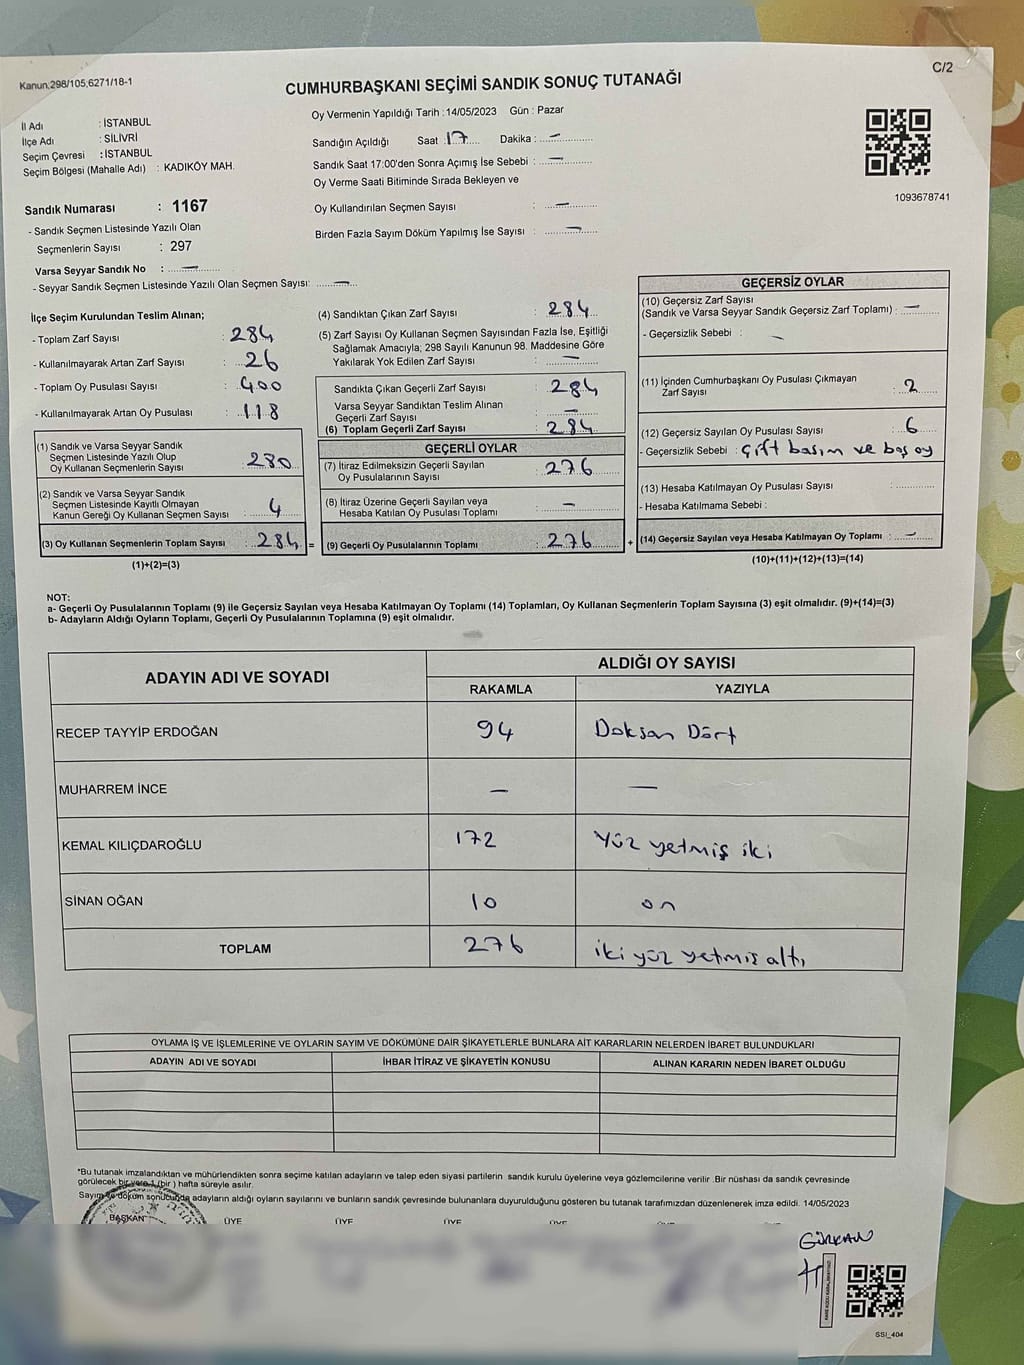 Kanun;298/105;6271/18-1
C/2
CUMHURBAŞKANI SEÇİMİ SANDIK SONUÇ TUTANAĞI
İl Adı : İSTANBUL
İlçe Adı : SİLİVRİ
Seçim Çevresi : İSTANBUL
Seçim Bölgesi (Mahalle Adı) : KADIKÖY MAH.
Sandık Numarası : 1167
- Sandık Seçmen Listesinde Yazılı Olan
Seçmenlerin Sayısı : 297
Varsa Seyyar Sandık No : —
- Seyyar Sandık Seçmen Listesinde Yazılı Olan Seçmen Sayısı: —
Oy Vermenin Yapıldığı Tarih : 14/05/2023 Gün : Pazar
Sandığın Açıldığı Saat : 17 Dakika : —
Sandık Saat 17:00'den Sonra Açımış İse Sebebi : —
Oy Verme Saati Bitiminde Sırada Bekleyen ve
Oy Kullandırılan Seçmen Sayısı : —
Birden Fazla Sayım Döküm Yapılmış İse Sayısı : —
1093678741
İlçe Seçim Kurulundan Teslim Alınan;
- Toplam Zarf Sayısı : 284
- Kullanılmayarak Artan Zarf Sayısı : 26
- Toplam Oy Pusulası Sayısı : 400
- Kullanılmayarak Artan Oy Pusulası : 118
(1) Sandık ve Varsa Seyyar Sandık
Seçmen Listesinde Yazılı Olup
Oy Kullanan Seçmenlerin Sayısı : 280
(2) Sandık ve Varsa Seyyar Sandık
Seçmen Listesinde Kayıtlı Olmayan
Kanun Gereği Oy Kullanan Seçmen Sayısı : 4
(3) Oy Kullanan Seçmenlerin Toplam Sayısı : 284 =
(1)+(2)=(3)
(4) Sandıktan Çıkan Zarf Sayısı : 284
(5) Zarf Sayısı Oy Kullanan Seçmen Sayısından Fazla İse, Eşitliği
Sağlamak Amacıyla; 298 Sayılı Kanunun 98. Maddesine Göre
Yakılarak Yok Edilen Zarf Sayısı : —
Sandıkta Çıkan Geçerli Zarf Sayısı : 284
Varsa Seyyar Sandıktan Teslim Alınan
Geçerli Zarf Sayısı : —
(6) Toplam Geçerli Zarf Sayısı : 284
GEÇERLİ OYLAR
(7) İtiraz Edilmeksizin Geçerli Sayılan
Oy Pusulalarının Sayısı : 276
(8) İtiraz Üzerine Geçerli Sayılan veya
Hesaba Katılan Oy Pusulası Toplamı : —
(9) Geçerli Oy Pusulalarının Toplamı : 276 +
GEÇERSİZ OYLAR
(10) Geçersiz Zarf Sayısı
(Sandık ve Varsa Seyyar Sandık Geçersiz Zarf Toplamı) : —
- Geçersizlik Sebebi : —
(11) İçinden Cumhurbaşkanı Oy Pusulası Çıkmayan
Zarf Sayısı : 2
(12) Geçersiz Sayılan Oy Pusulası Sayısı : 6
- Geçersizlik Sebebi : çift basım ve boş oy
(13) Hesaba Katılmayan Oy Pusulası Sayısı :
- Hesaba Katılmama Sebebi :
(14) Geçersiz Sayılan veya Hesaba Katılmayan Oy Toplamı : —
(10)+(11)+(12)+(13)=(14)
NOT:
a- Geçerli Oy Pusulalarının Toplamı (9) ile Geçersiz Sayılan veya Hesaba Katılmayan Oy Toplamı (14) Toplamları, Oy Kullanan Seçmenlerin Toplam Sayısına (3) eşit olmalıdır. (9)+(14)=(3)
b- Adayların Aldığı Oyların Toplamı, Geçerli Oy Pusulalarının Toplamına (9) eşit olmalıdır.
ADAYIN ADI VE SOYADI ALDIĞI OY SAYISI
RAKAMLA YAZIYLA
RECEP TAYYİP ERDOĞAN 94 Doksan Dört
MUHARREM İNCE — —
KEMAL KILIÇDAROĞLU 172 Yüz yetmiş iki
SİNAN OĞAN 10 on
TOPLAM 276 iki yüz yetmiş altı
OYLAMA İŞ VE İŞLEMLERİNE VE OYLARIN SAYIM VE DÖKÜMÜNE DAİR ŞİKAYETLERLE BUNLARA AİT KARARLARIN NELERDEN İBARET BULUNDUKLARI
ADAYIN ADI VE SOYADI İHBAR İTİRAZ VE ŞİKAYETİN KONUSU ALINAN KARARIN NEDEN İBARET OLDUĞU
*Bu tutanak imzalandıktan ve mühürlendikten sonra seçime katılan adayların ve talep eden siyasi partilerin sandık kurulu üyelerine veya gözlemcilerine verilir .Bir nüshası da sandık çevresinde
görülecek bir yere 1 (bir ) hafta süreyle asılır.
Sayım ve döküm sonucunda adayların aldığı oyların sayılarını ve bunların sandık çevresinde bulunanlara duyurulduğunu gösteren bu tutanak tarafımızdan düzenlenerek imza edildi. 14/05/2023
BAŞKAN ÜYE ÜYE ÜYE ÜYE
GÜRKAN
SSI_404